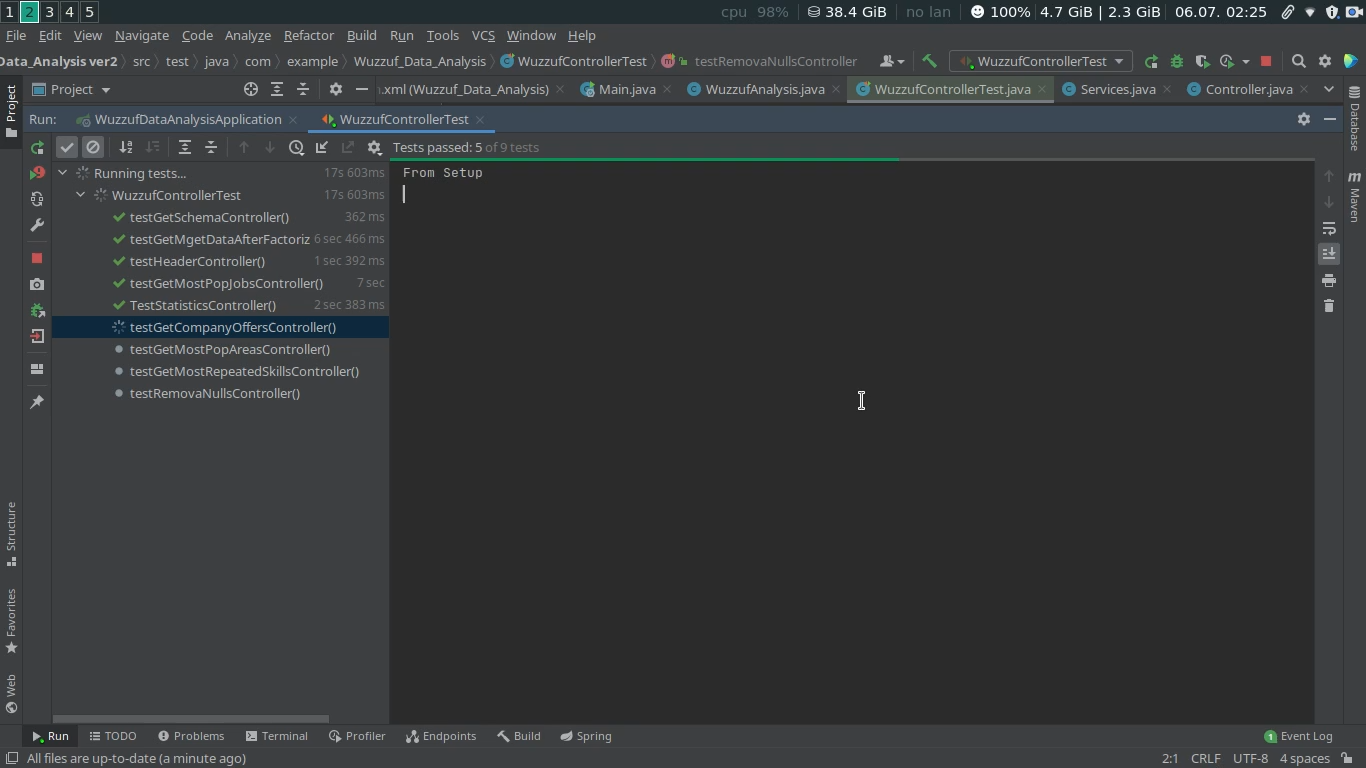 1 2 3 4 5 cpu 98% 38.4 GiB no lan 100% 4.7 GiB | 2.3 GiB 06.07. 02:25
File Edit View Navigate Code Analyze Refactor Build Run Tools VCS Window Help
Data_Analysis ver2 src test java com example Wuzzuf_Data_Analysis WuzzufControllerTest testRemovaNullsController WuzzufControllerTest
Project .xml (Wuzzuf_Data_Analysis) Main.java WuzzufAnalysis.java WuzzufControllerTest.java Services.java Controller.java
Run: WuzzufDataAnalysisApplication WuzzufControllerTest
Tests passed: 5 of 9 tests
Running tests... 17s 603ms
WuzzufControllerTest 17s 603ms
testGetSchemaController() 362 ms
testGetMgetDataAfterFactoriz 6 sec 466 ms
testHeaderController() 1 sec 392 ms
testGetMostPopJobsController() 7 sec
TestStatisticsController() 2 sec 383 ms
testGetCompanyOffersController()
testGetMostPopAreasController()
testGetMostRepeatedSkillsController()
testRemovaNullsController()
From Setup
Project
Structure
Favorites
Web
Database
m Maven
Run TODO Problems Terminal Profiler Endpoints Build Spring 1 Event Log
All files are up-to-date (a minute ago) 2:1 CRLF UTF-8 4 spaces